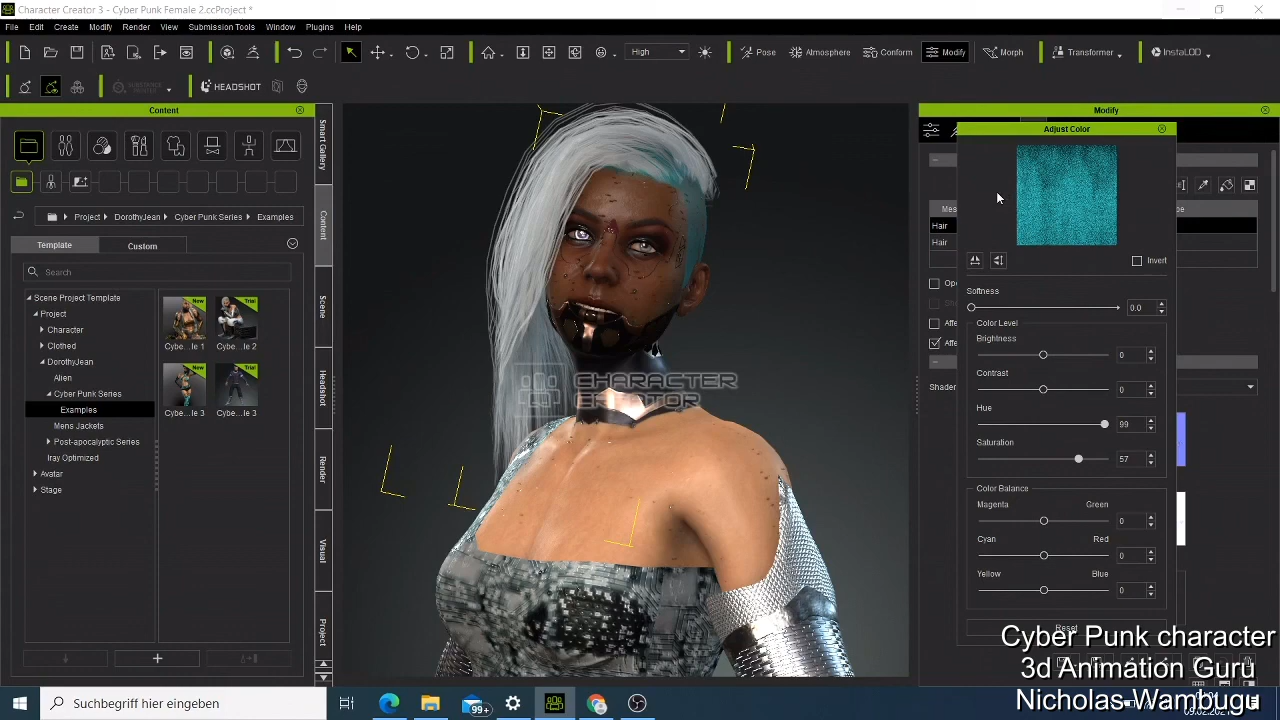 Character Creator 3 - Cyber Punk Female 2.ccProject *
File Edit Create Modify Render View Submission Tools Window Plugins Help
High Pose Atmosphere Conform Modify Morph Transformer InstaLOD
HEADSHOT
Content
Project DorothyJean Cyber Punk Series Examples
Template Custom
Search
Scene Project Template
Project
Character
Clothed
DorothyJean
Alien
Cyber Punk Series
Examples
Mens Jackets
Post-apocalyptic Series
Iray Optimized
Avatar
Stage
New Trial
Cybe...le 1 Cybe...le 2
Trial Trial
Cybe...le 3 Cybe...le 3
Smart Gallery
Content
Scene
Headshot
Render
Visual
Project
CHARACTER
CREATOR
Modify
Adjust Color
Hair
Hair
Invert
Softness
0.0
Color Level
Brightness
0
Contrast
0
Hue
99
Saturation
57
Color Balance
Magenta Green
0
Cyan Red
0
Yellow Blue
0
Reset
Shader
Cyber Punk character
3d Animation Guru
Nicholas Wambugu
Suchbegriff hier eingeben
99+